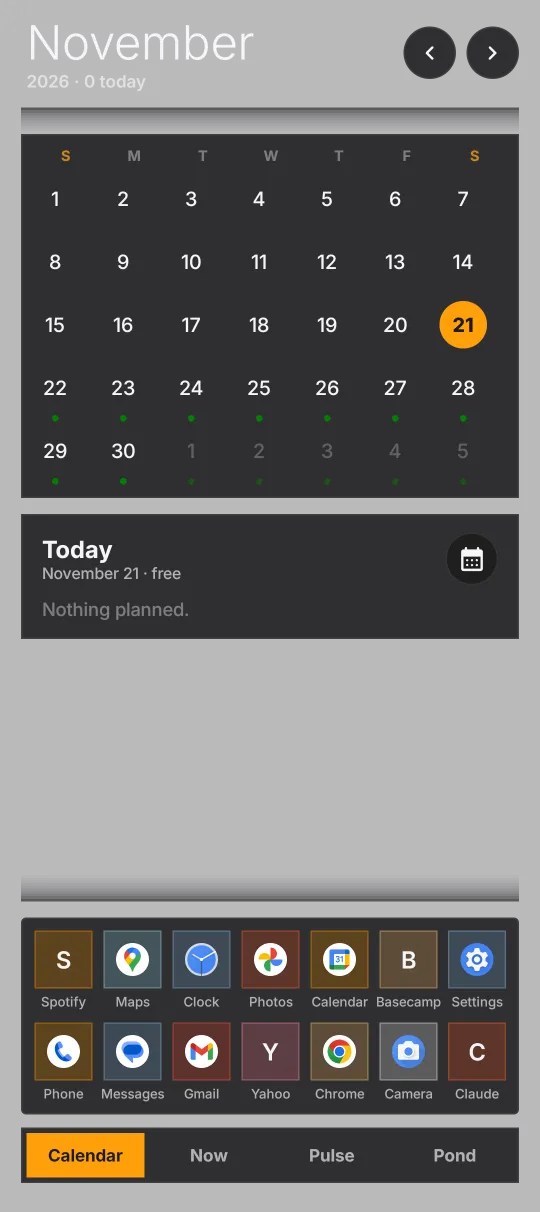 November
2026 · 0 today
S M T W T F S
1 2 3 4 5 6 7
8 9 10 11 12 13 14
15 16 17 18 19 20 21
22 23 24 25 26 27 28
29 30 1 2 3 4 5
Today
November 21 · free
Nothing planned.
S 31 B
Spotify Maps Clock Photos Calendar Basecamp Settings
Y C
Phone Messages Gmail Yahoo Chrome Camera Claude
Calendar Now Pulse Pond